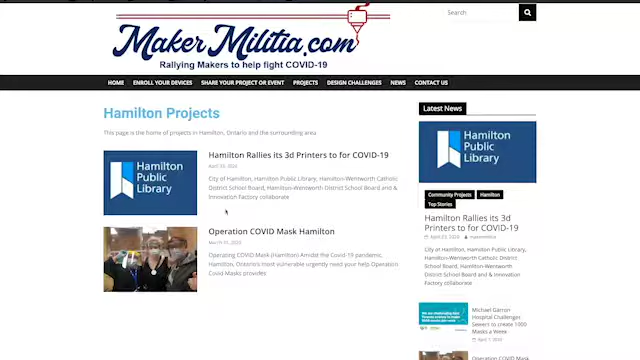 Search
MakerMilitia.com
Rallying Makers to help fight COVID-19
HOME ENROLL YOUR DEVICES SHARE YOUR PROJECT OR EVENT PROJECTS DESIGN CHALLENGES NEWS CONTACT US
Hamilton Projects
This page is the home of projects in Hamilton, Ontario and the surrounding area
Hamilton
Public
Library
Hamilton Rallies its 3d Printers to for COVID-19
April 23, 2020
City of Hamilton, Hamilton Public Library, Hamilton-Wentworth Catholic
District School Board, Hamilton-Wentworth District School Board and &
Innovation Factory collaborate
Operation COVID Mask Hamilton
Operating COVID-Mask (Hamilton) Amidst the Covid-19 pandemic,
Hamilton, Ontario's most vulnerable urgently need your help Operation
Covid Masks provides
Latest News
Hamilton
Public
Library
Community Projects Hamilton
Top Stories
Hamilton Rallies its 3d
Printers to for COVID-19
April 23, 2020 makermilitia
City of Hamilton, Hamilton Public Library,
Hamilton-Wentworth Catholic District
School Board, Hamilton-Wentworth
District School Board and & Innovation
Factory collaborate
Michael Garron
Hospital Challenges
Sewers to create 1000
Masks a Week
April 7, 2020
Operation COVID Mask